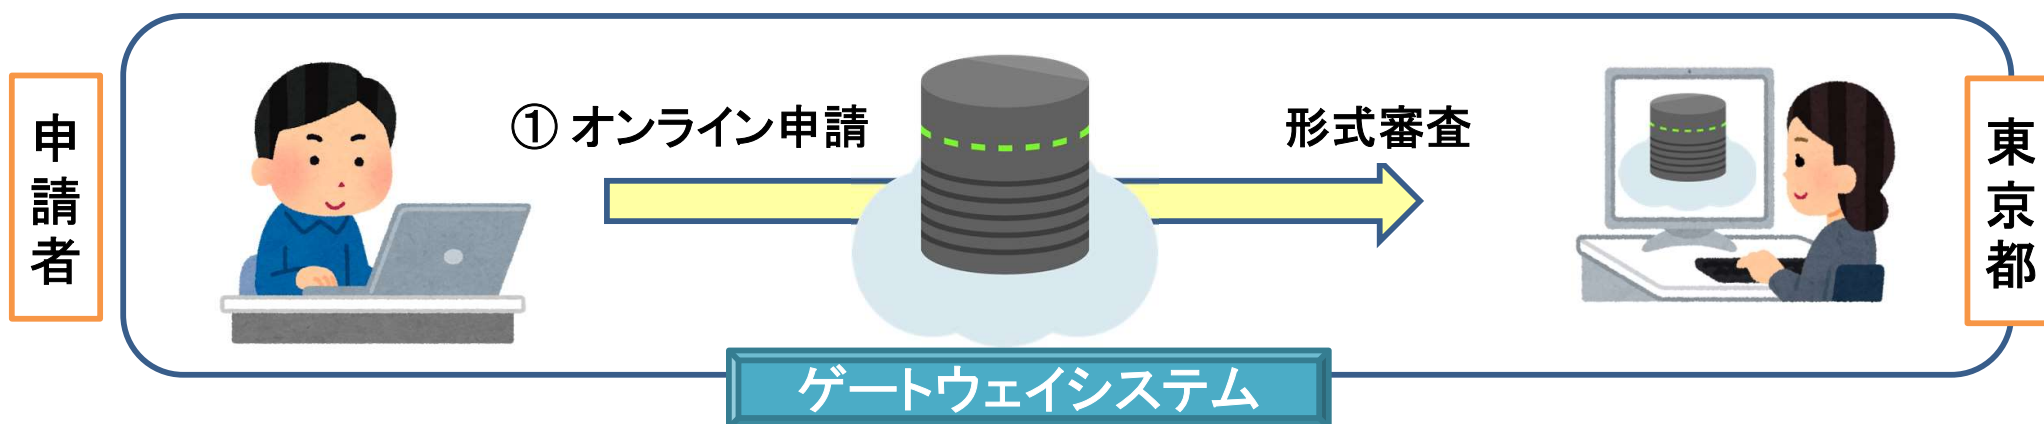 申請者
① オンライン申請
形式審査
東京都
ゲートウェイシステム